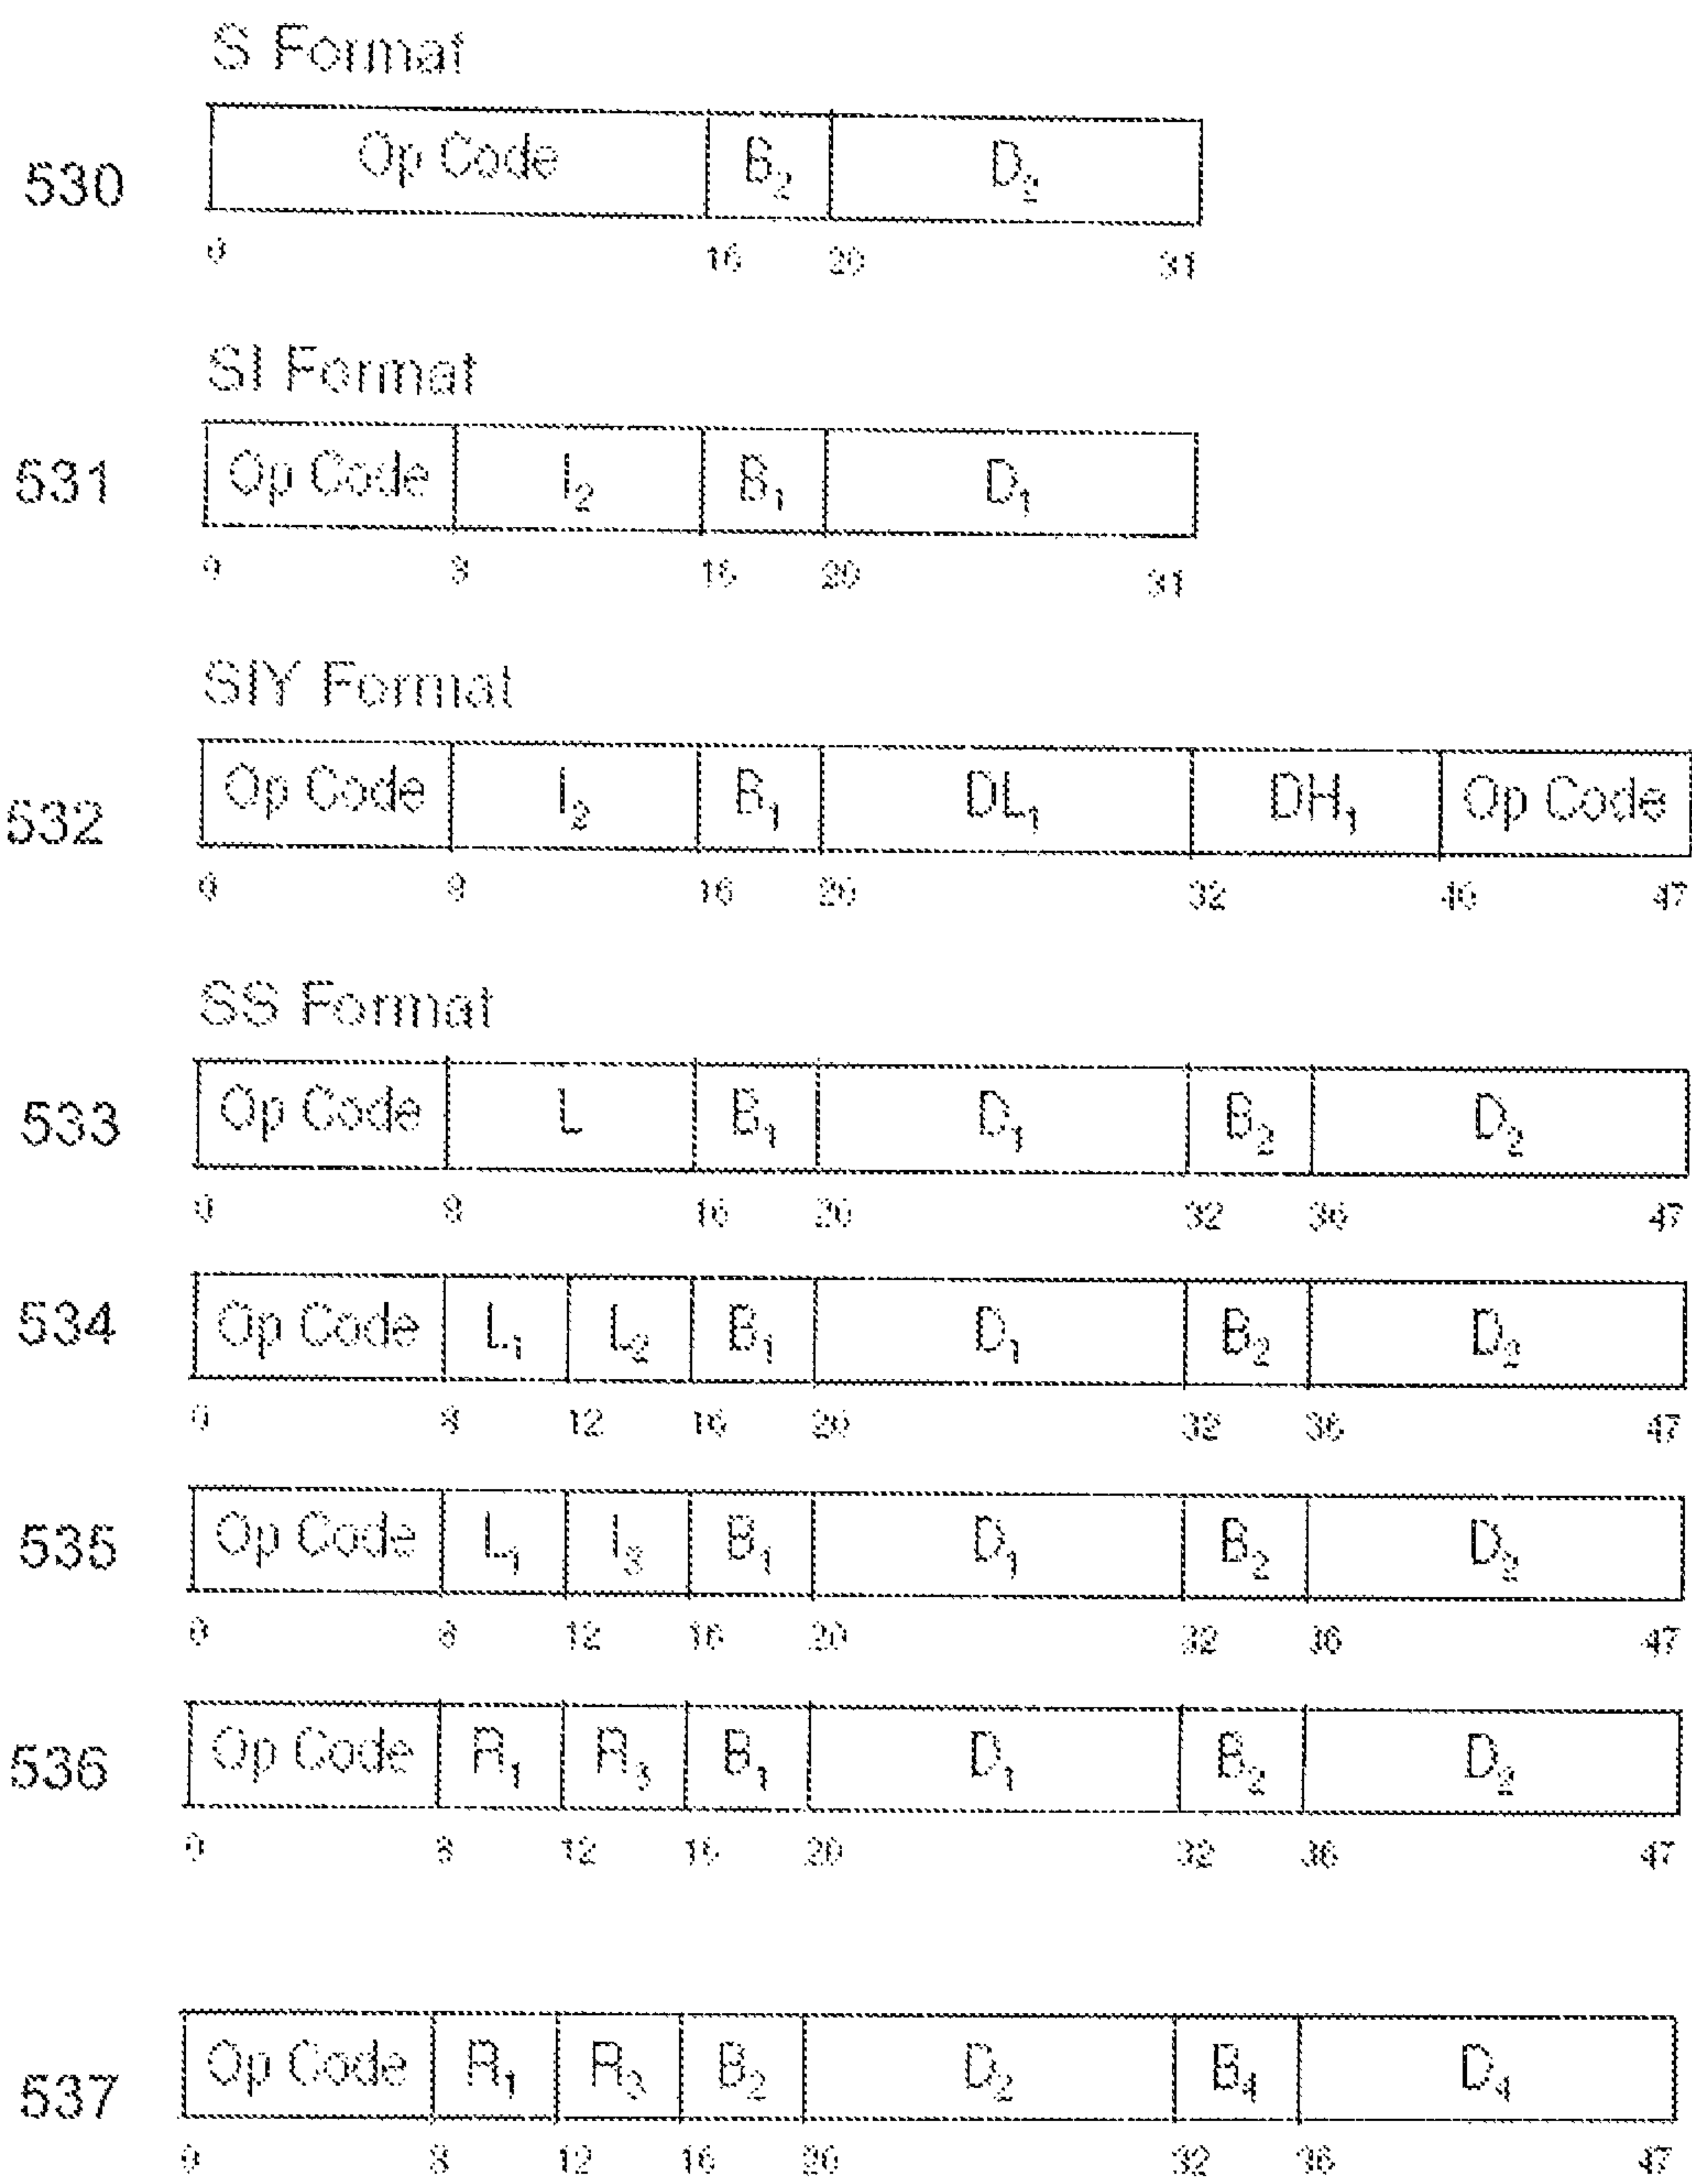 S Format
530 Op Code B2 D2
0 16 20 31
SI Format
531 Op Code I2 B1 D1
0 8 16 20 31
SIY Format
532 Op Code I2 B1 DL1 DH1 Op Code
0 8 16 20 32 40 47
SS Format
533 Op Code L B1 D1 B2 D2
0 8 16 20 32 36 47
534 Op Code L1 L2 B1 D1 B2 D2
0 8 12 16 20 32 36 47
535 Op Code L1 I3 B1 D1 B2 D2
0 8 12 16 20 32 36 47
536 Op Code R1 R3 B1 D1 B2 D2
0 8 12 16 20 32 36 47
537 Op Code R1 R3 B2 D2 B4 D4
0 8 12 16 20 32 36 47